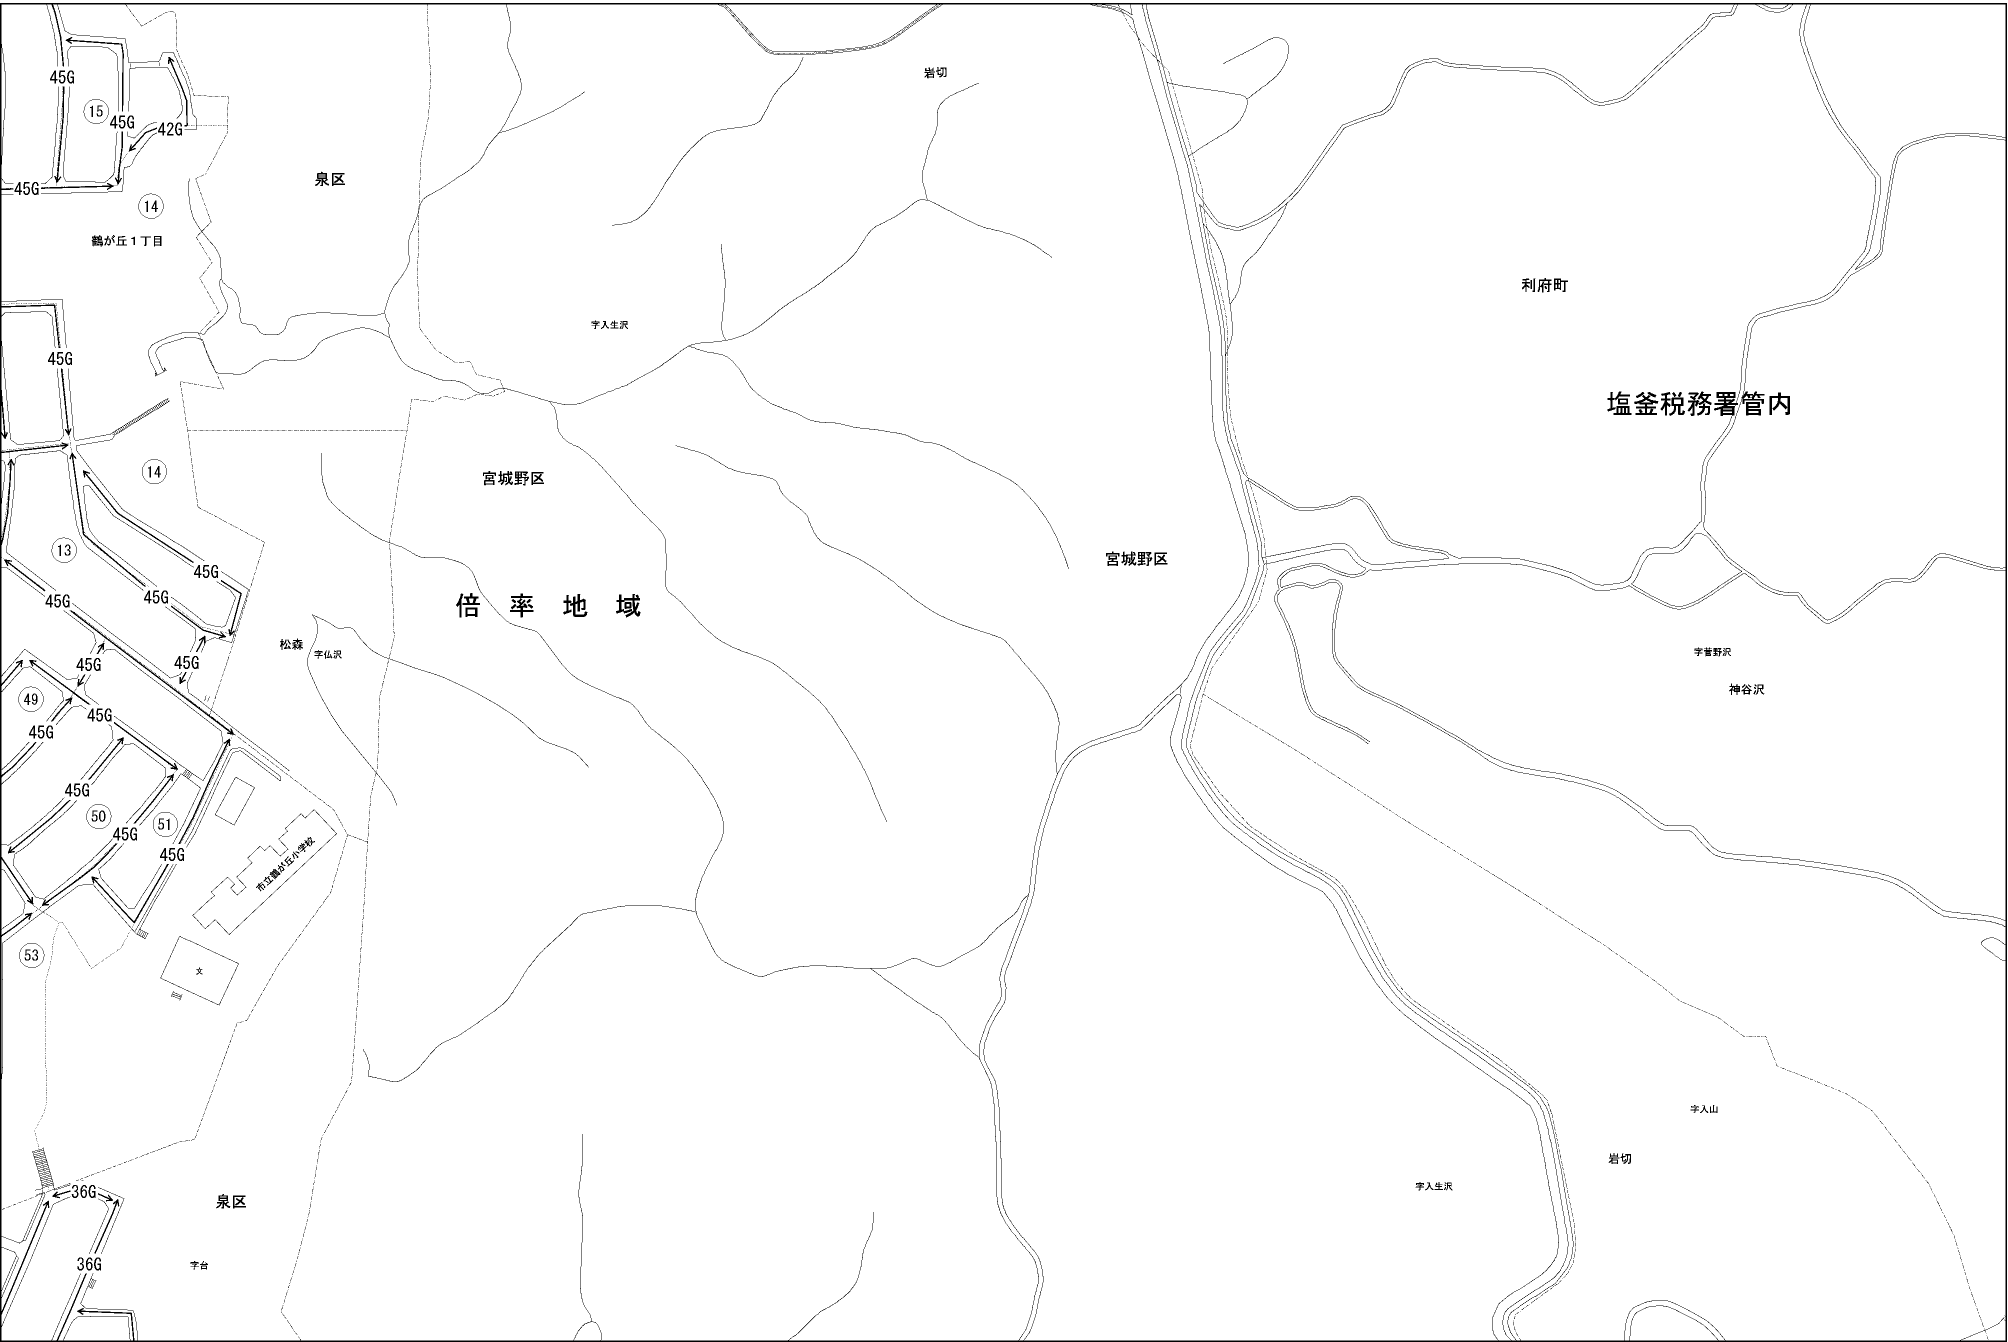 45G
岩切
15
45G
42G
泉区
45G
14
鶴が丘１丁目
利府町
字入生沢
45G
塩釜税務署管内
14
宮城野区
13
宮城野区
45G
45G
45G
倍率地域
松森
字仏沢
字菅野沢
45G
45G
神谷沢
49
45G
45G
45G
50
51
45G
45G
市立鶴が丘小学校
53
文
字入山
岩切
字入生沢
36G
泉区
36G
字台